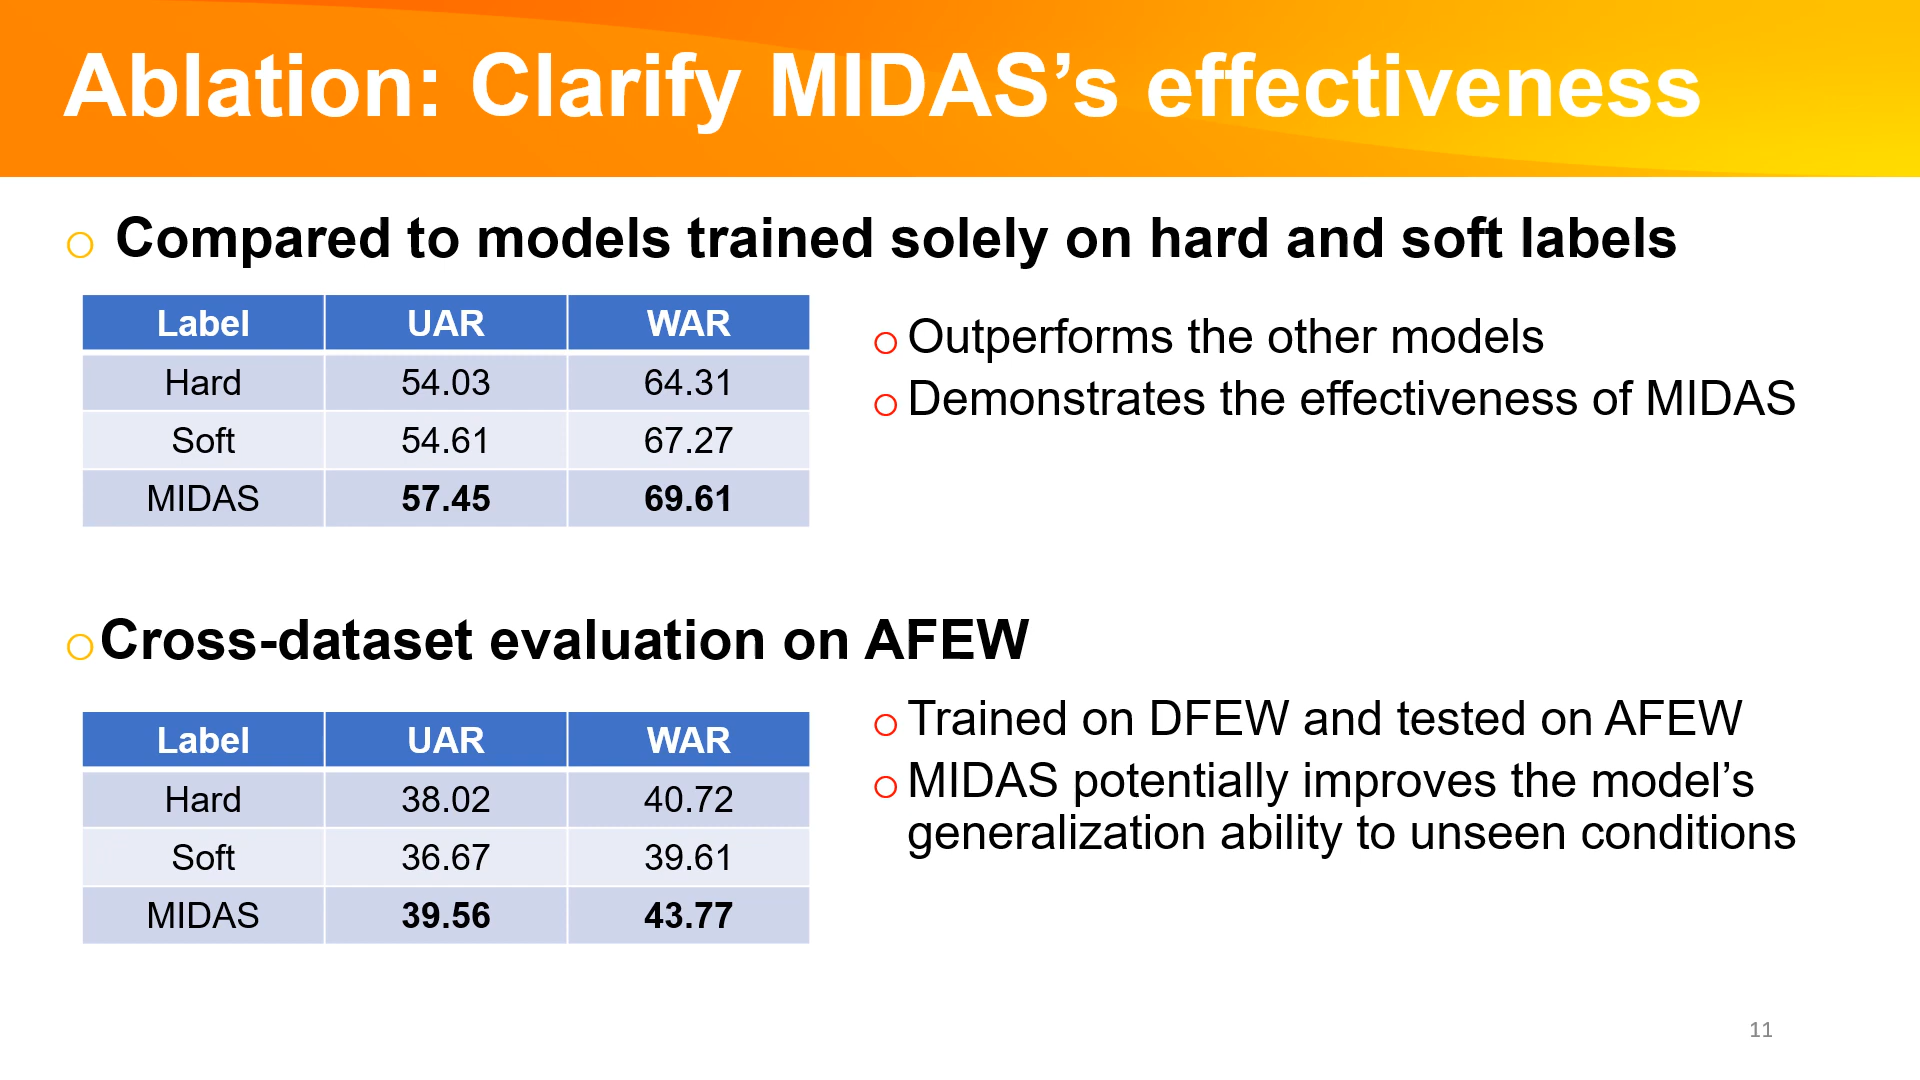 Ablation: Clarify MIDAS’s effectiveness
Compared to models trained solely on hard and soft labels
Label UAR WAR
Hard 54.03 64.31
Soft 54.61 67.27
MIDAS 57.45 69.61
Outperforms the other models
Demonstrates the effectiveness of MIDAS
Cross-dataset evaluation on AFEW
Label UAR WAR
Hard 38.02 40.72
Soft 36.67 39.61
MIDAS 39.56 43.77
Trained on DFEW and tested on AFEW
MIDAS potentially improves the model’s
generalization ability to unseen conditions
11